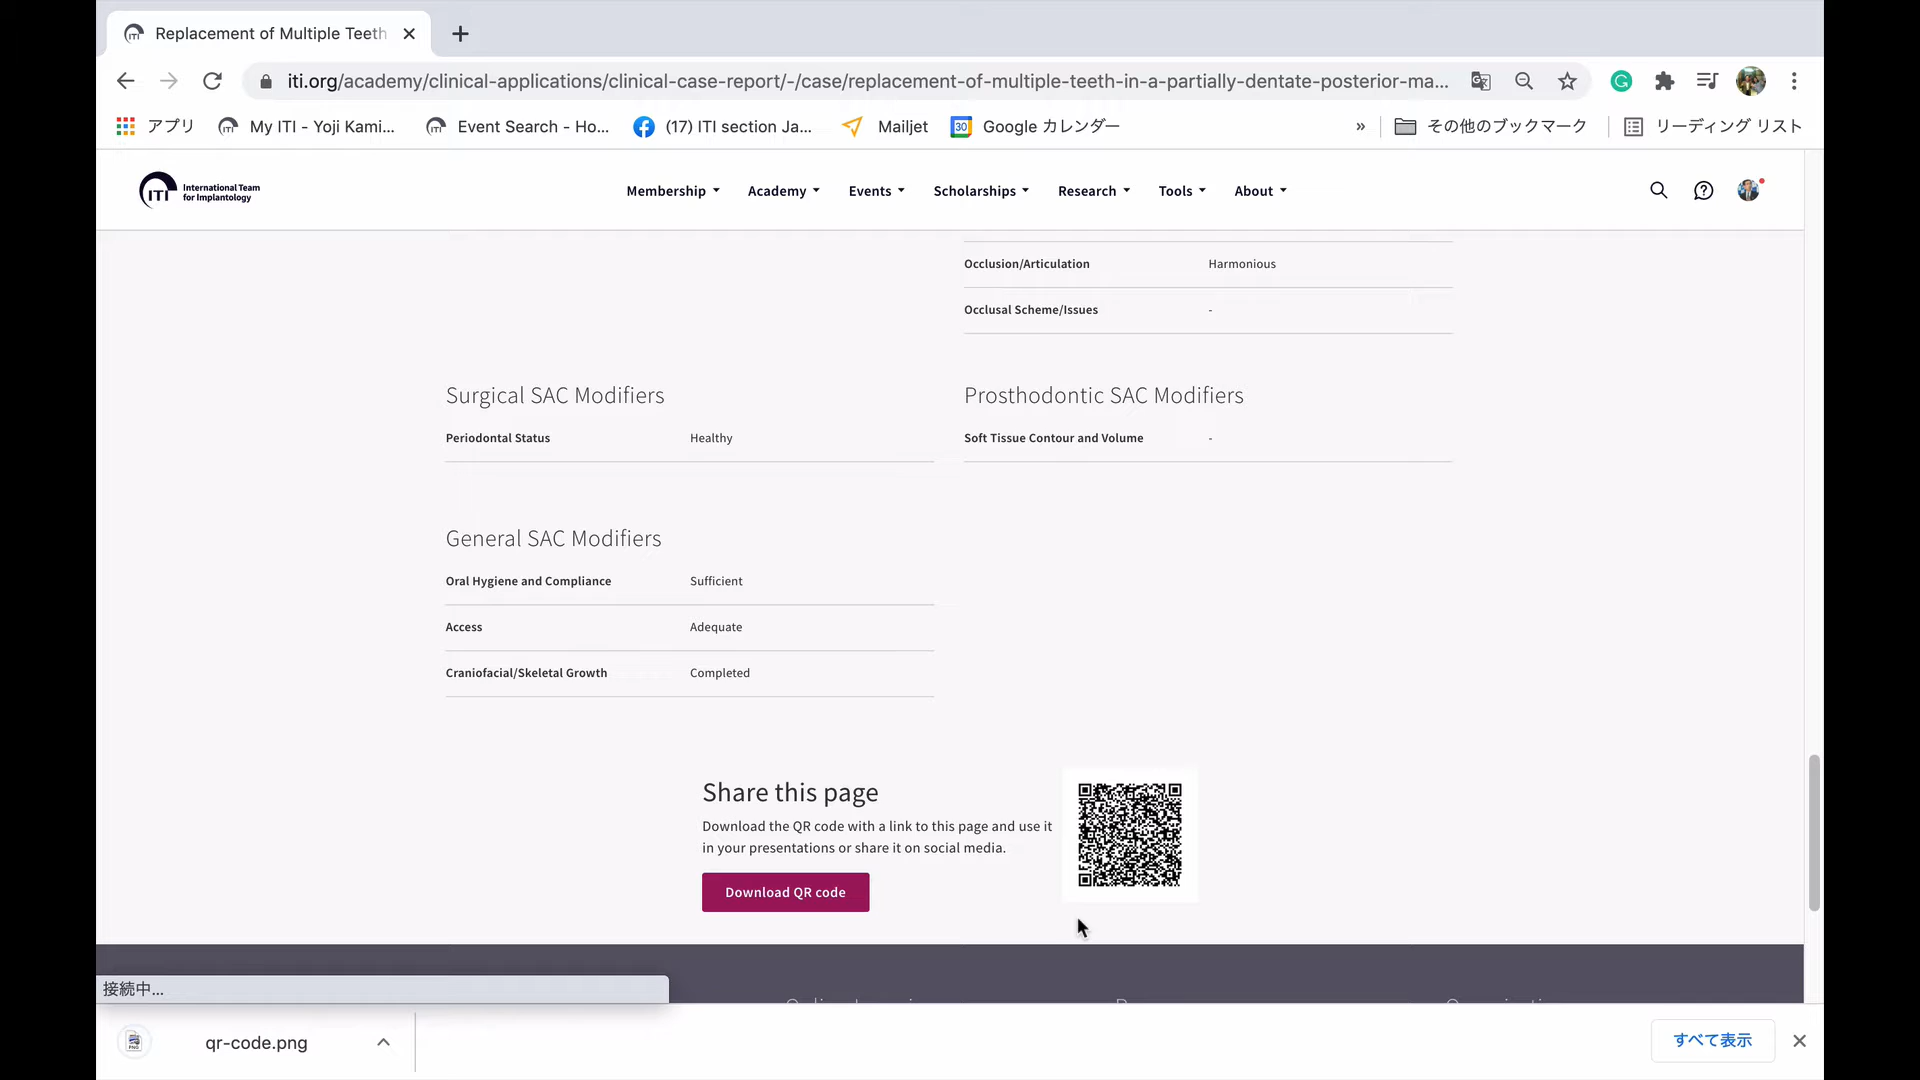 Replacement of Multiple Teeth
iti.org/academy/clinical-applications/clinical-case-report/-/case/replacement-of-multiple-teeth-in-a-partially-dentate-posterior-ma...
アプリ
My ITI - Yoji Kami...
Event Search - Ho...
(17) ITI section Ja...
Mailjet
30
Google カレンダー
»
その他のブックマーク
リーディング リスト
ITI
International Team
for Implantology
Membership
Academy
Events
Scholarships
Research
Tools
About
Occlusion/Articulation Harmonious
Occlusal Scheme/Issues -
Surgical SAC Modifiers
Periodontal Status Healthy
Prosthodontic SAC Modifiers
Soft Tissue Contour and Volume -
General SAC Modifiers
Oral Hygiene and Compliance Sufficient
Access Adequate
Craniofacial/Skeletal Growth Completed
Share this page
Download the QR code with a link to this page and use it
in your presentations or share it on social media.
Download QR code
接続中...
qr-code.png
すべて表示